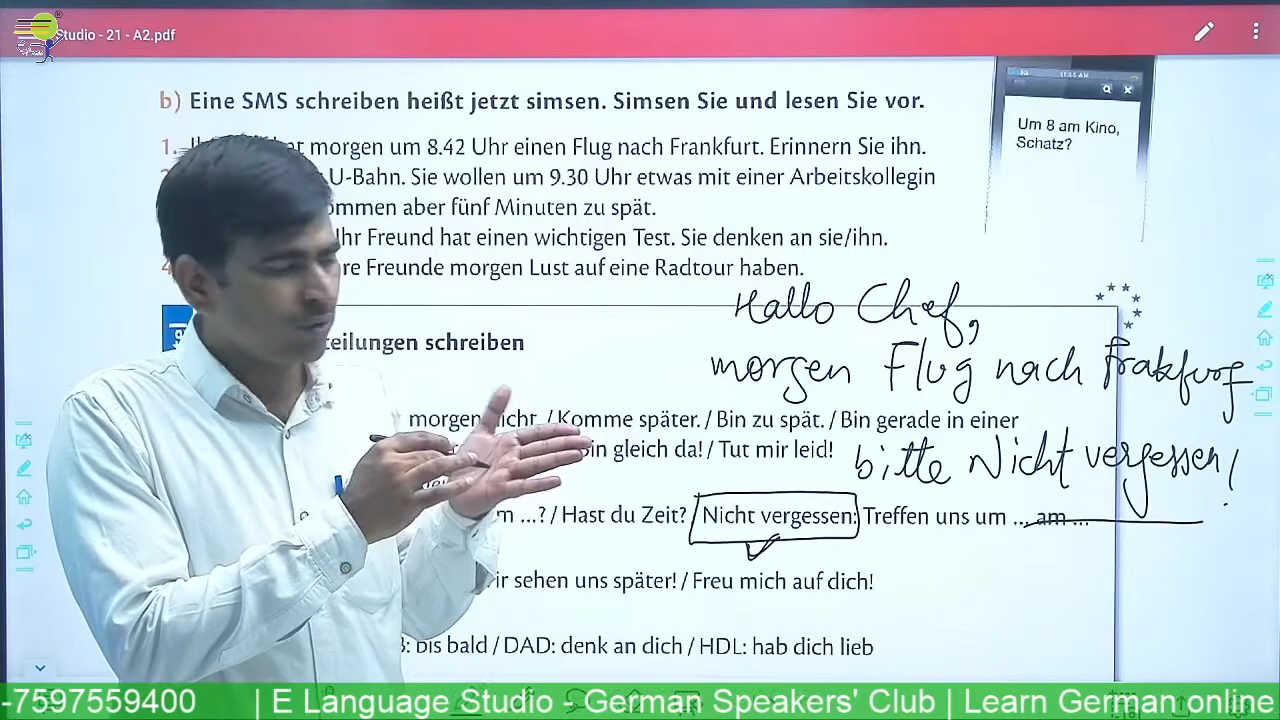 Studio - 21 - A2.pdf
b) Eine SMS schreiben heißt jetzt simsen. Simsen Sie und lesen Sie vor.
1. morgen um 8.42 Uhr einen Flug nach Frankfurt. Erinnern Sie ihn.
U-Bahn. Sie wollen um 9.30 Uhr etwas mit einer Arbeitskollegin
ommen aber fünf Minuten zu spät.
Ihr Freund hat einen wichtigen Test. Sie denken an sie/ihn.
re Freunde morgen Lust auf eine Radtour haben.
Um 8 am Kino,
Schatz?
Hallo Chef,
teilungen schreiben
morgen Flug nach Frakfurg
morgen nicht. / Komme später. / Bin zu spät. / Bin gerade in einer
Bin gleich da! / Tut mir leid!
bitte Nicht vergessen!
m ...? / Hast du Zeit? / Nicht vergessen: Treffen uns um ... am ...
ir sehen uns später! / Freu mich auf dich!
B: bis bald / DAD: denk an dich / HDL: hab dich lieb
-7597559400 | E Language Studio - German Speakers' Club | Learn German online